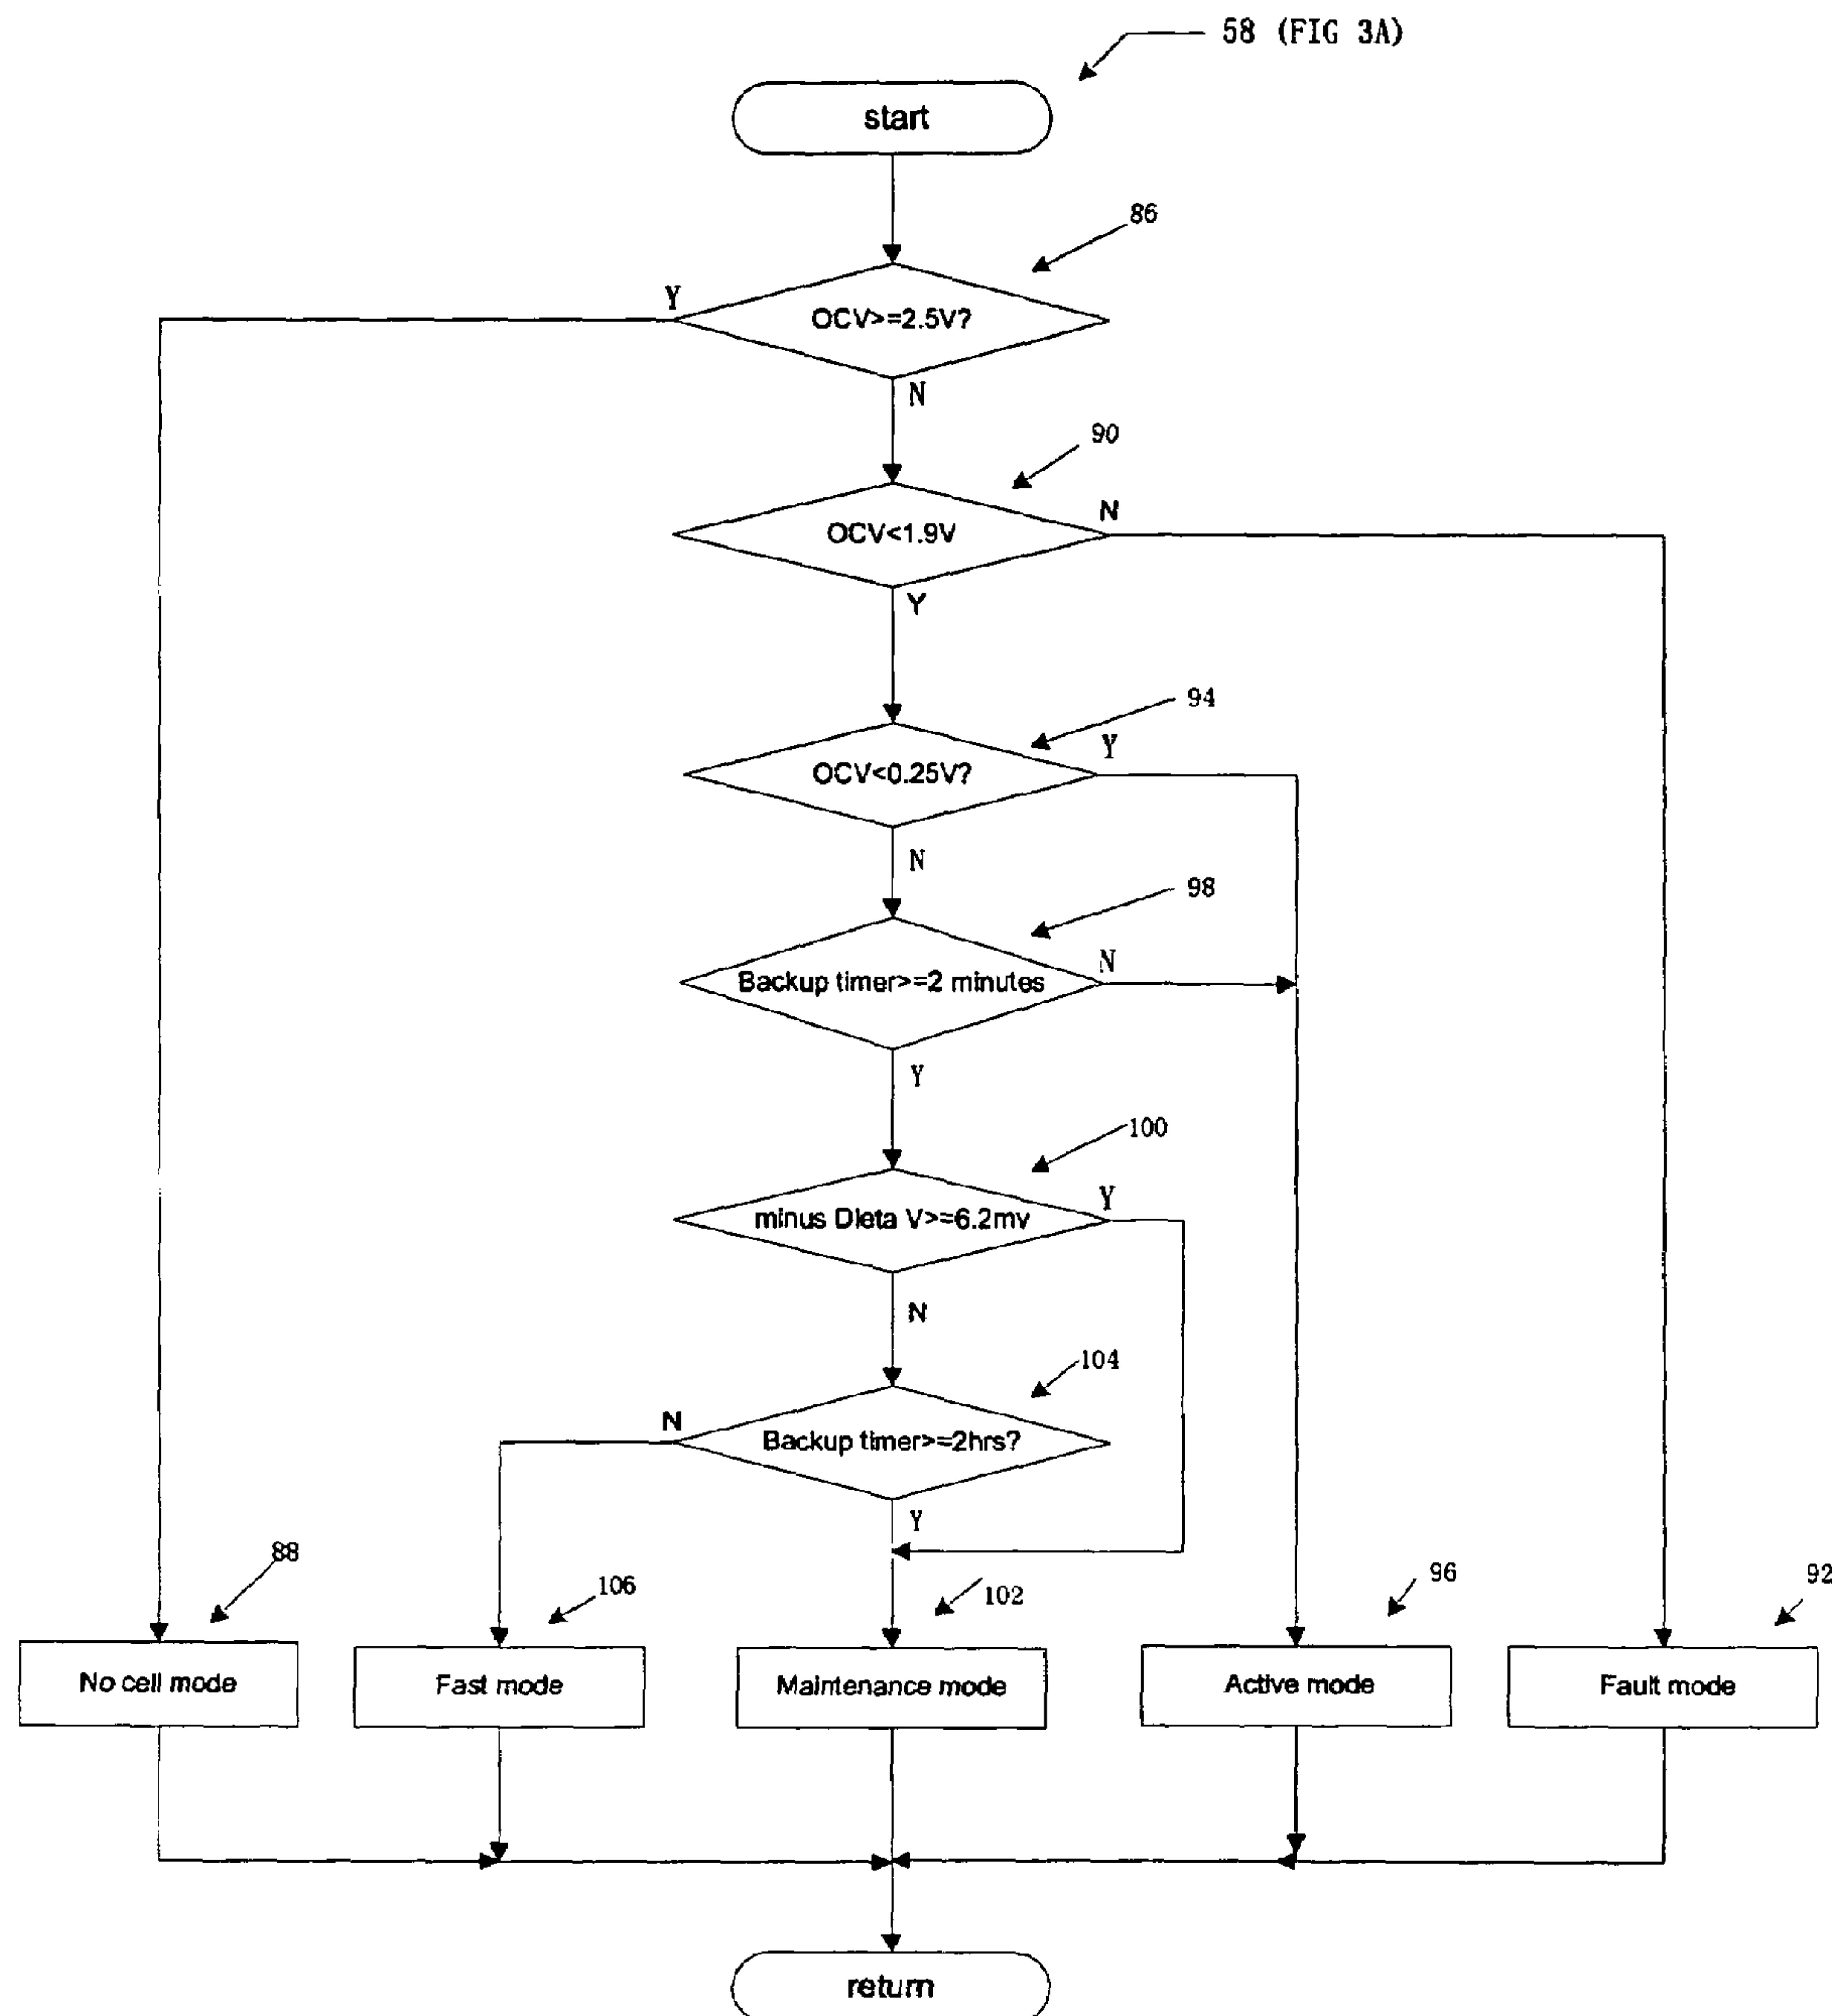 58 (FIG 3A)
start
86
Y
OCV>=2.5V?
N
90
N
OCV<1.9V
Y
94
Y
OCV<0.25V?
N
98
N
Backup timer>=2 minutes
Y
100
Y
minus Dleta V>=6.2mv
N
104
N
Backup timer>=2hrs?
Y
88
106
102
96
92
No cell mode
Fast mode
Maintenance mode
Active mode
Fault mode
return